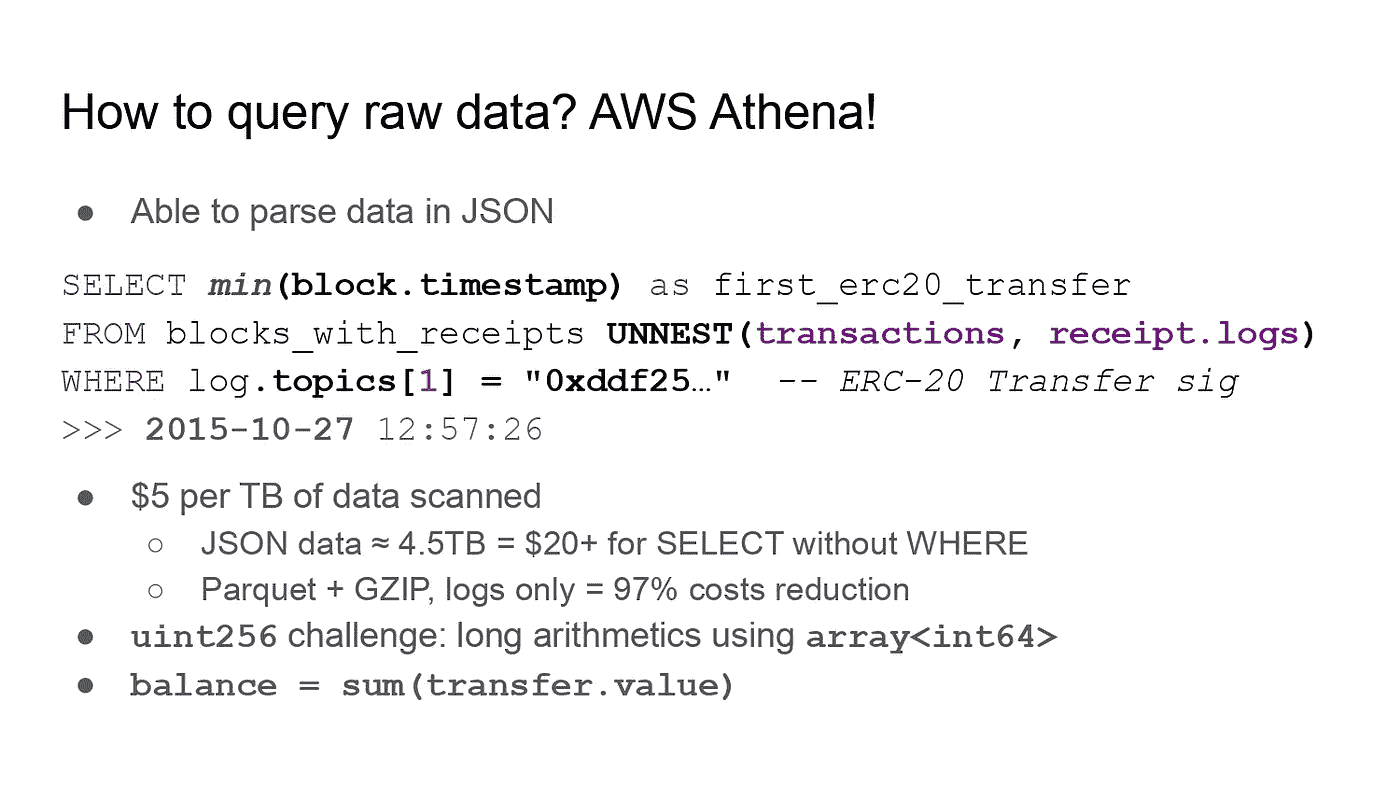 How to query raw data? AWS Athena!
● Able to parse data in JSON
SELECT min(block.timestamp) as first_erc20_transfer
FROM blocks_with_receipts UNNEST(transactions, receipt.logs)
WHERE log.topics[1] = "0xddf25…" -- ERC-20 Transfer sig
>>> 2015-10-27 12:57:26
● $5 per TB of data scanned
○ JSON data ≈ 4.5TB = $20+ for SELECT without WHERE
○ Parquet + GZIP, logs only = 97% costs reduction
● uint256 challenge: long arithmetics using array<int64>
● balance = sum(transfer.value)